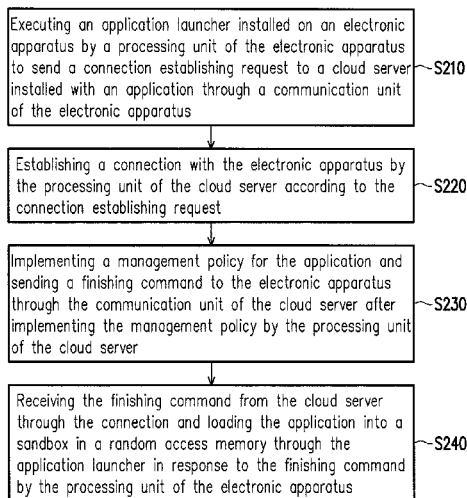 Executing an application launcher installed on an electronic
apparatus by a processing unit of the electronic apparatus
to send a connection establishing request to a cloud server
installed with an application through a communication unit
of the electronic apparatus
S210
Establishing a connection with the electronic apparatus by
the processing unit of the cloud server according to the
connection establishing request
S220
Implementing a management policy for the application and
sending a finishing command to the electronic apparatus
through the communication unit of the cloud server after
implementing the management policy by the processing unit
of the cloud server
S230
Receiving the finishing command from the cloud server
through the connection and loading the application into a
sandbox in a random access memory through the
application launcher in response to the finishing command
by the processing unit of the electronic apparatus
S240